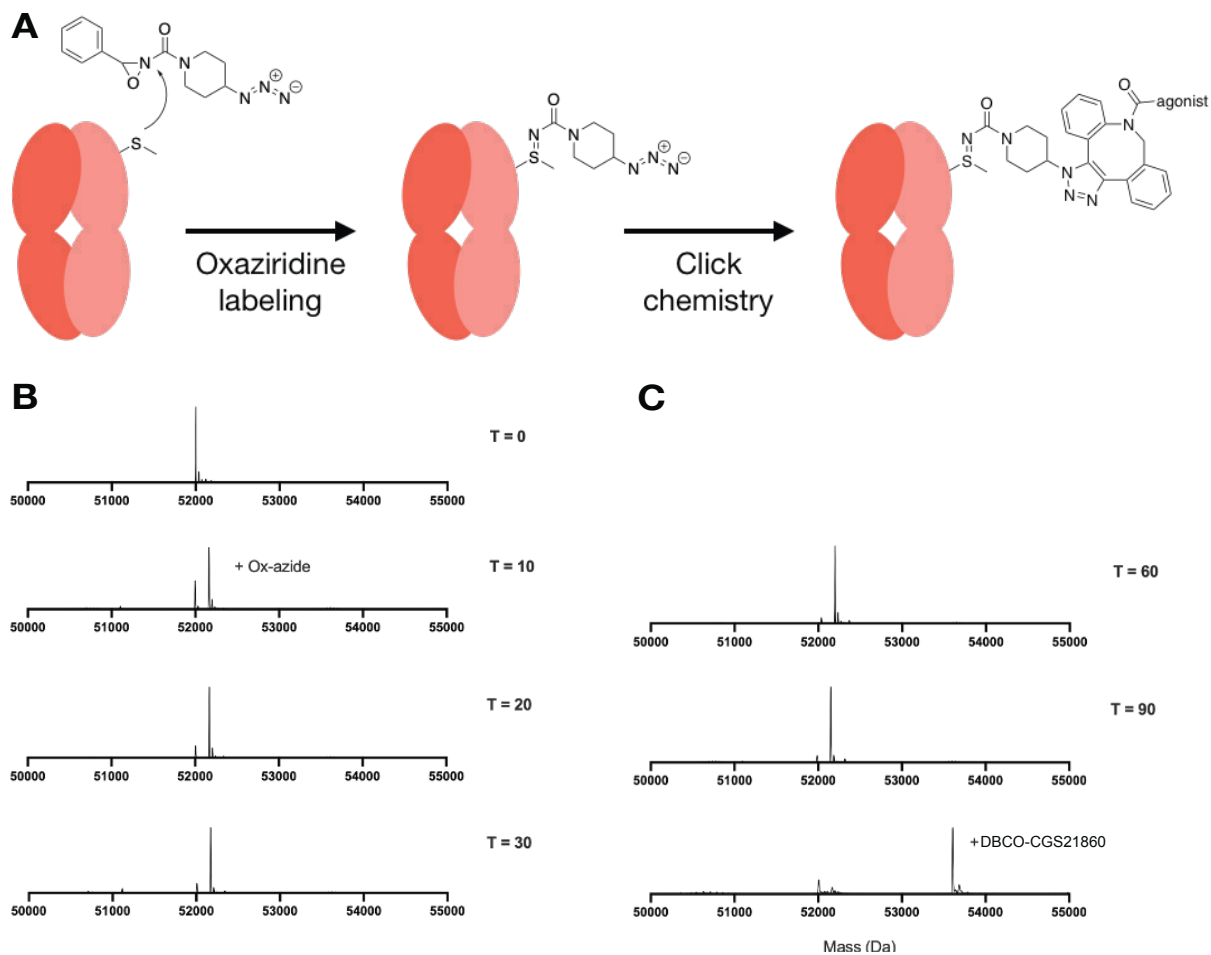 A
O
N
O
N
N
N
N
+
−
S
O
N
N
S
N
N
N
+
−
O
N
N
S
N
N
N
O
N
agonist
Oxaziridine
labeling
Click
chemistry
B
T = 0
50000 51000 52000 53000 54000 55000
+ Ox-azide
T = 10
50000 51000 52000 53000 54000 55000
T = 20
50000 51000 52000 53000 54000 55000
T = 30
50000 51000 52000 53000 54000 55000
C
T = 60
50000 51000 52000 53000 54000 55000
T = 90
50000 51000 52000 53000 54000 55000
+DBCO-CGS21860
50000 51000 52000 53000 54000 55000
Mass (Da)